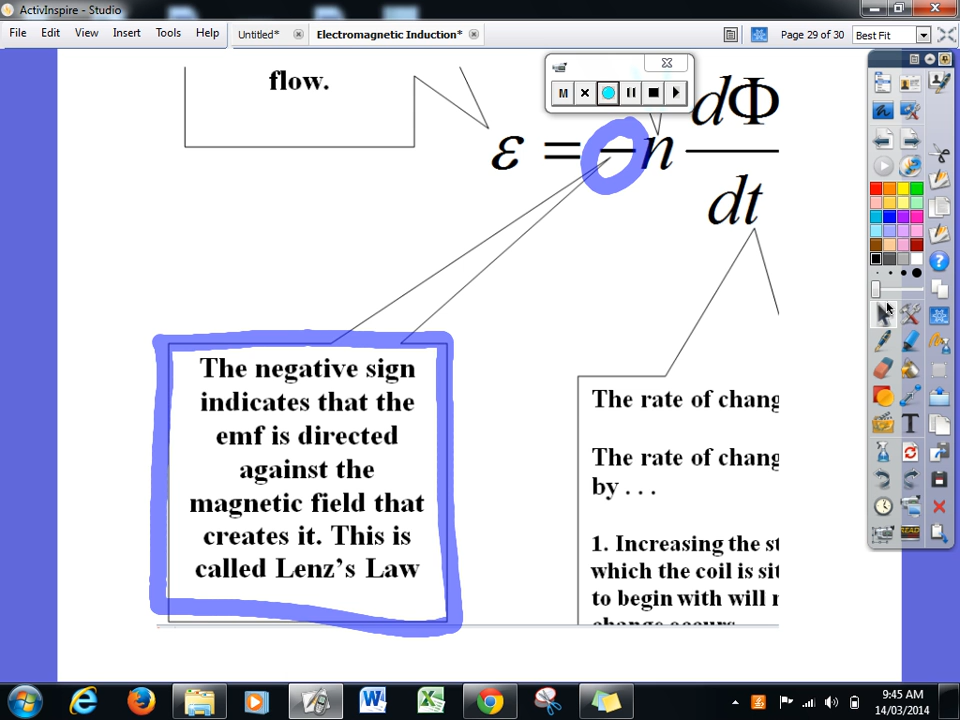 ActivInspire - Studio
File Edit View Insert Tools Help Untitled* Electromagnetic Induction* Page 29 of 30 Best Fit
M
flow.
ε = −n dΦ
dt
The negative sign
indicates that the
emf is directed
against the
magnetic field that
creates it. This is
called Lenz's Law
The rate of chang
The rate of chang
by . . .
1. Increasing the st
which the coil is sit
to begin with will r
change occurs
T
?
READ
W
9:45 AM
14/03/2014